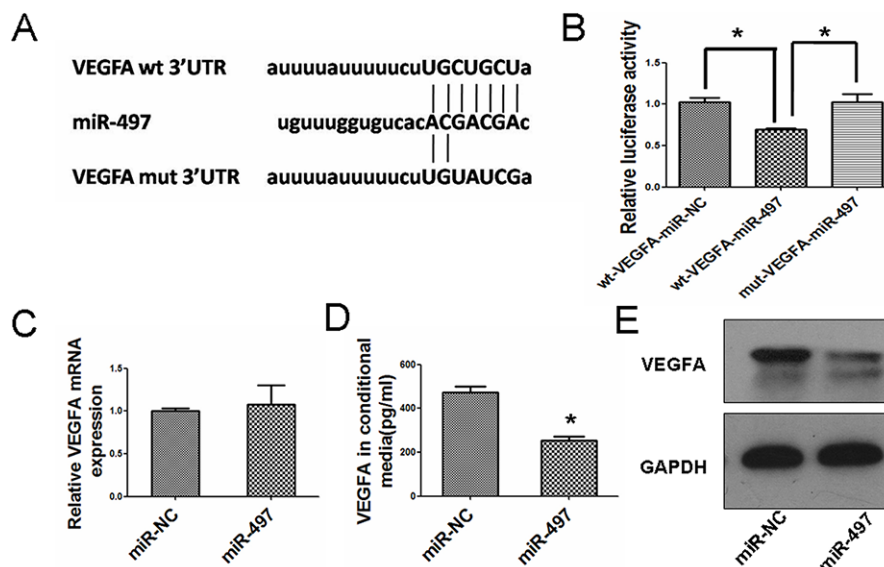 A
VEGFA wt 3'UTR auuuuauuuuucuUGCUGCUa
miR-497 uguuuggugucacACGACGAc
VEGFA mut 3'UTR auuuuauuuuucuUGUAUCGa
B
Relative luciferase activity
1.5
1.0
0.5
0.0
* *
wt-VEGFA-miR-NC
wt-VEGFA-miR-497
mut-VEGFA-miR-497
C
Relative VEGFA mRNA
expression
1.5
1.0
0.5
0.0
miR-NC
miR-497
D
VEGFA in conditional
media(pg/ml)
600
400
200
0
*
miR-NC
miR-497
E
VEGFA
GAPDH
miR-NC
miR-497